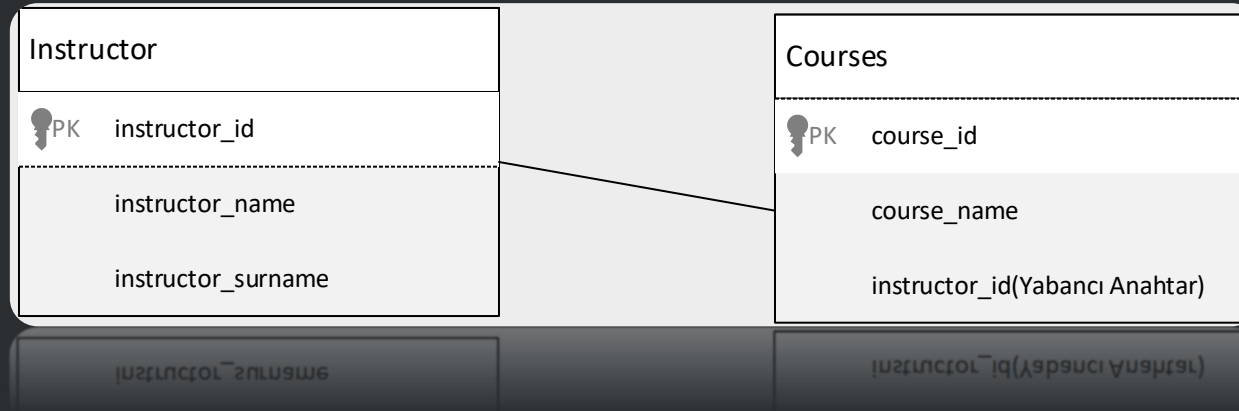 Instructor
PK instructor_id
instructor_name
instructor_surname
Courses
PK course_id
course_name
instructor_id(Yabancı Anahtar)